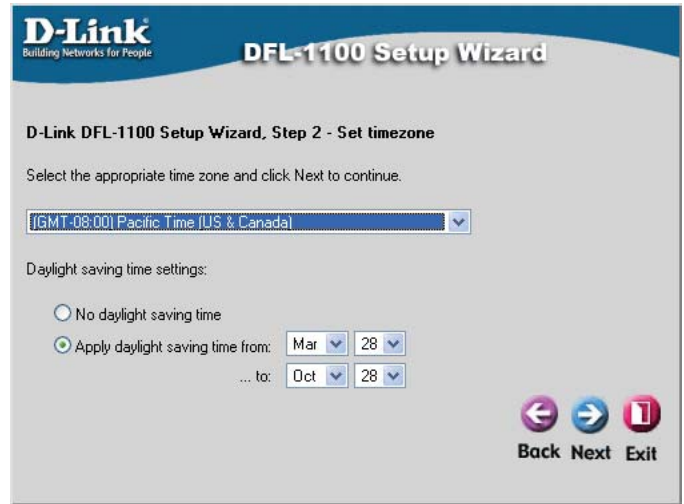 D-Link
Building Networks for People
DFL-1100 Setup Wizard
D-Link DFL-1100 Setup Wizard, Step 2 - Set timezone
Select the appropriate time zone and click Next to continue.
(GMT-08:00) Pacific Time (US & Canada)
Daylight saving time settings:
No daylight saving time
Apply daylight saving time from: Mar 28
... to: Oct 28
Back Next Exit